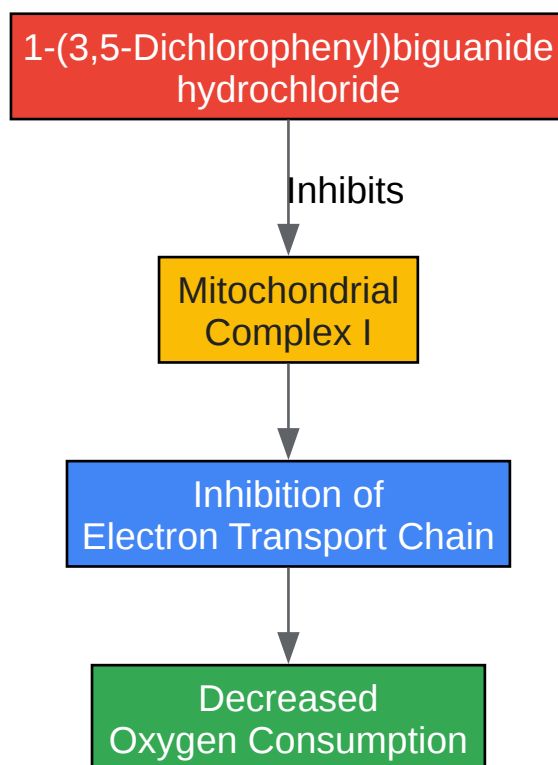 1-(3,5-Dichlorophenyl)biguanide
hydrochloride
Inhibits
Mitochondrial
Complex I
Inhibition of
Electron Transport Chain
Decreased
Oxygen Consumption